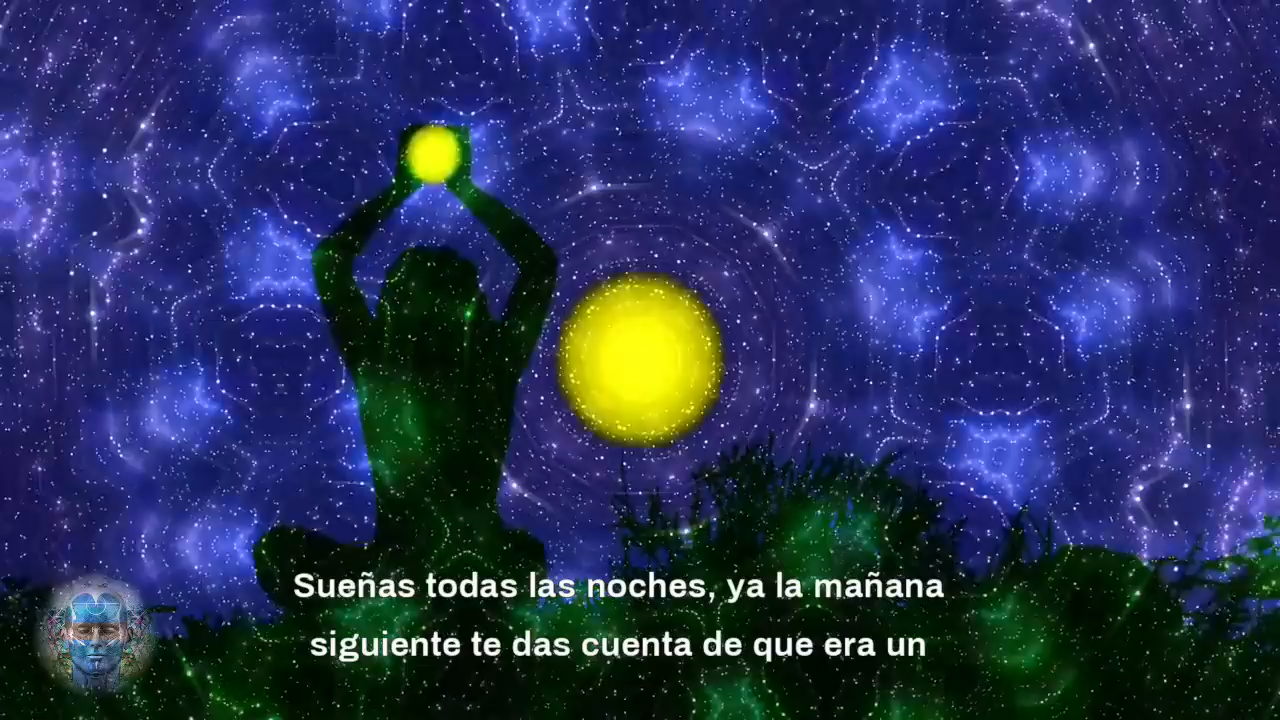 Sueñas todas las noches, ya la mañana
siguiente te das cuenta de que era un